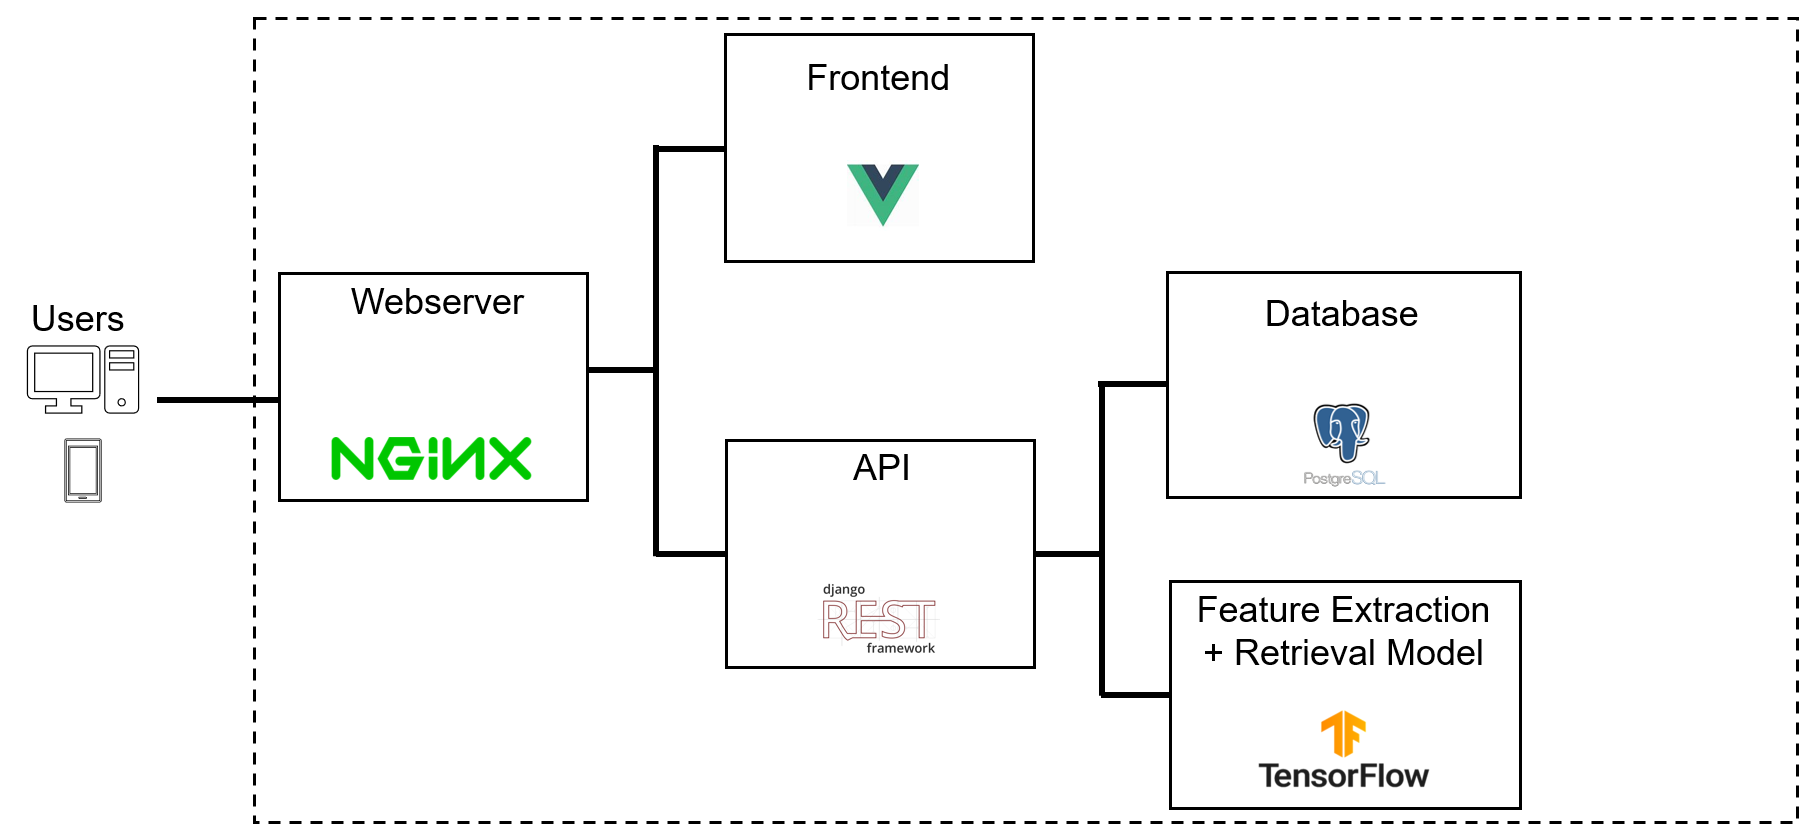 Users
Webserver
NGINX
Frontend
API
django
REST
framework
Database
PostgreSQL
Feature Extraction
+ Retrieval Model
TensorFlow